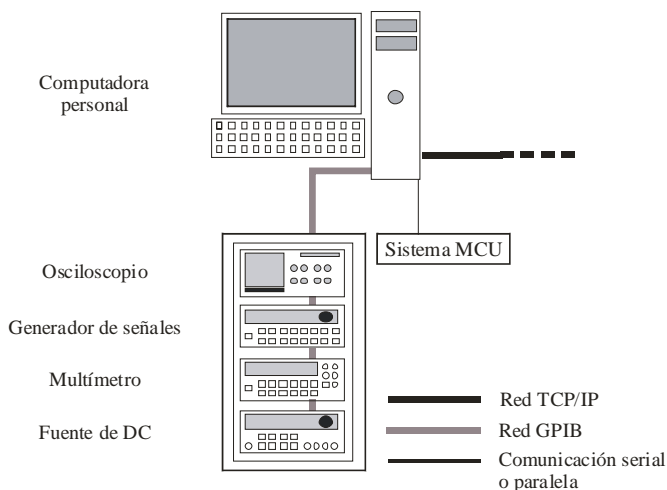 Computadora
personal
Sistema MCU
Osciloscopio
Generador de señales
Multímetro
Fuente de DC
Red TCP/IP
Red GPIB
Comunicación serial
o paralela